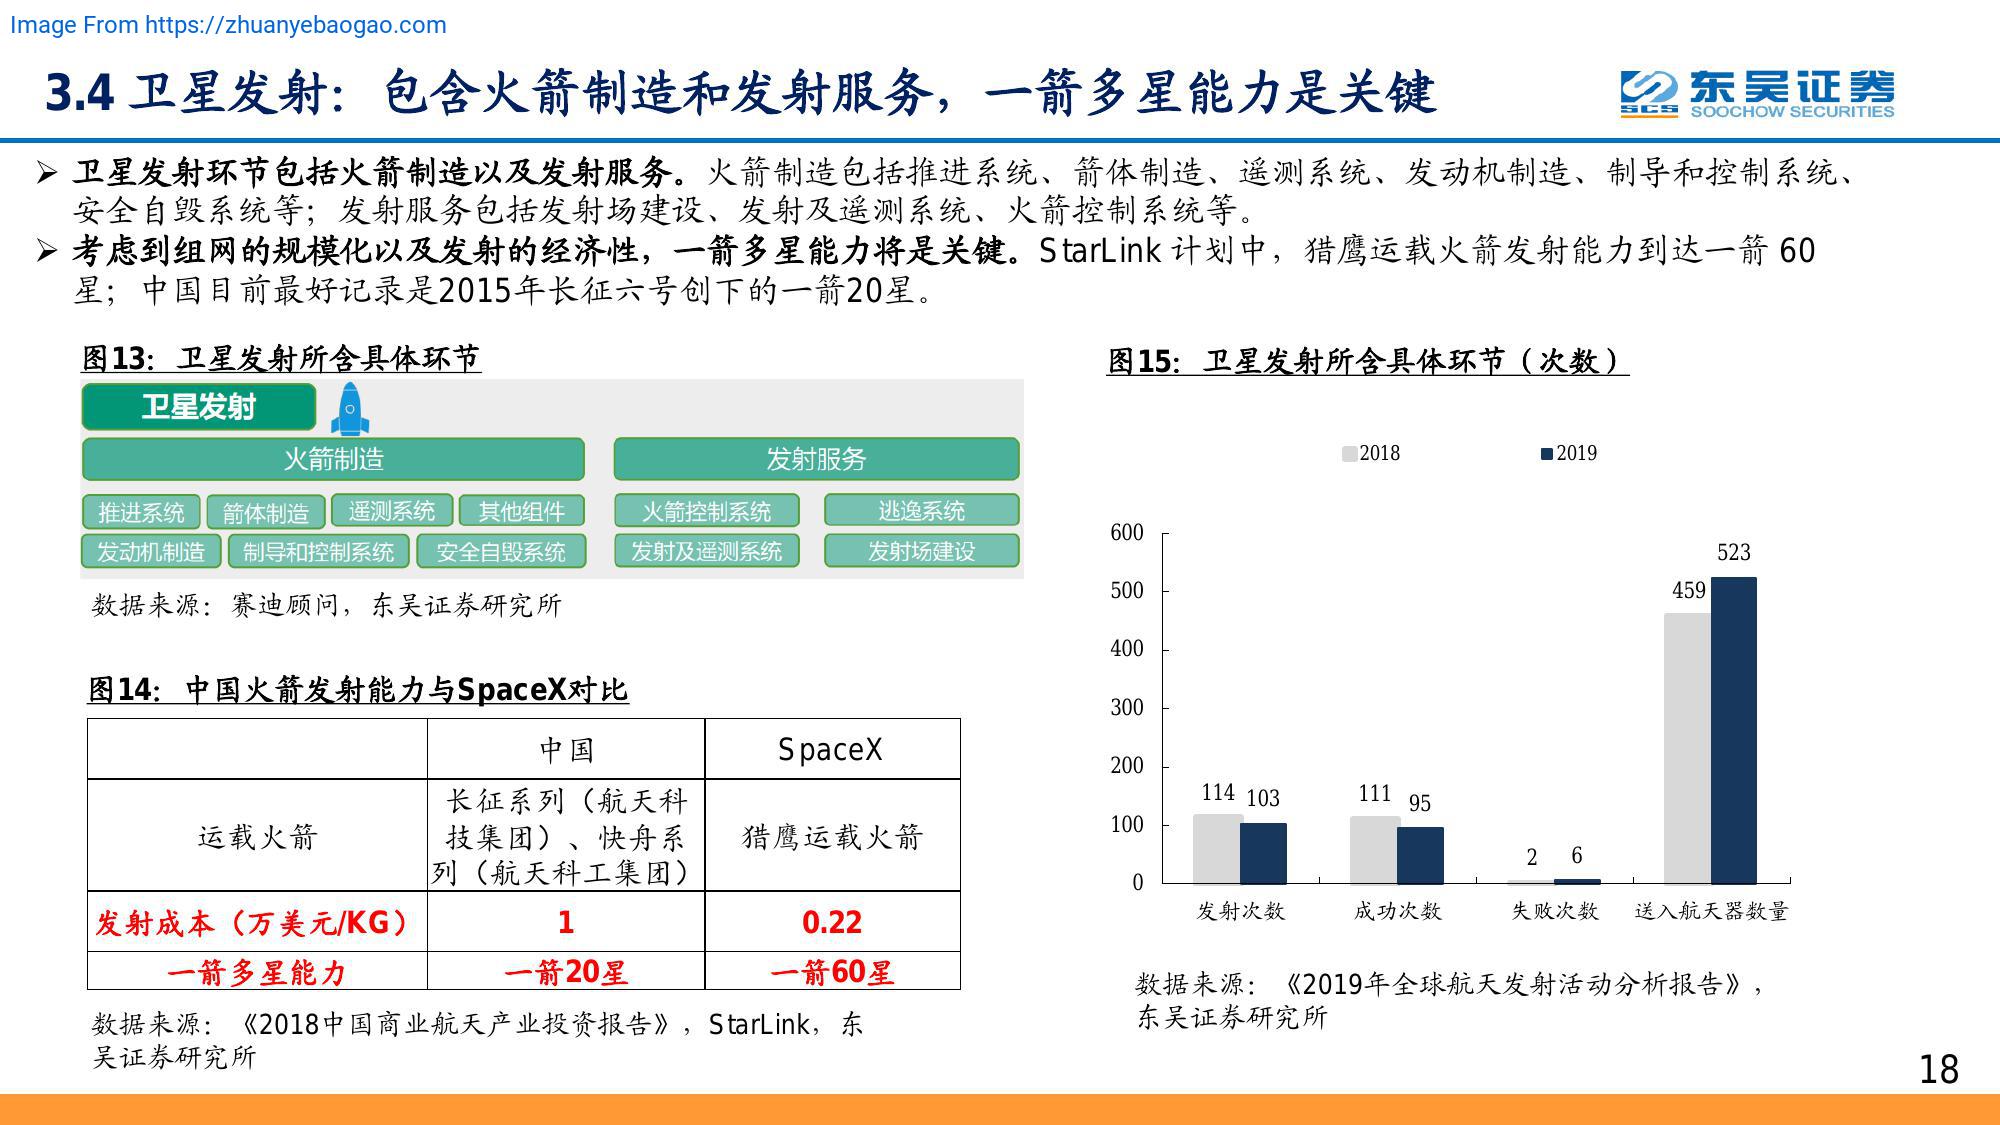 Image From https://zhuanyebaogao.com
3.4 卫星发射：包含火箭制造和发射服务，一箭多星能力是关键
SCS 东吴证券
SOOCHOW SECURITIES
卫星发射环节包括火箭制造以及发射服务。火箭制造包括推进系统、箭体制造、遥测系统、发动机制造、制导和控制系统、
安全自毁系统等；发射服务包括发射场建设、发射及遥测系统、火箭控制系统等。
考虑到组网的规模化以及发射的经济性，一箭多星能力将是关键。StarLink 计划中，猎鹰运载火箭发射能力到达一箭 60
星；中国目前最好记录是2015年长征六号创下的一箭20星。
图13：卫星发射所含具体环节
卫星发射
火箭制造 发射服务
推进系统 箭体制造 遥测系统 其他组件 火箭控制系统 逃逸系统
发动机制造 制导和控制系统 安全自毁系统 发射及遥测系统 发射场建设
数据来源：赛迪顾问，东吴证券研究所
图14：中国火箭发射能力与SpaceX对比
中国 SpaceX
运载火箭
长征系列（航天科
技集团）、快舟系
列（航天科工集团）
猎鹰运载火箭
发射成本（万美元/KG） 1 0.22
一箭多星能力 一箭20星 一箭60星
数据来源：《2018中国商业航天产业投资报告》，StarLink，东
吴证券研究所
图15：卫星发射所含具体环节（次数）
2018 2019
600
500
400
300
200
100
0
114 103 111 95 2 6 459 523
发射次数 成功次数 失败次数 送入航天器数量
数据来源：《2019年全球航天发射活动分析报告》，
东吴证券研究所
18